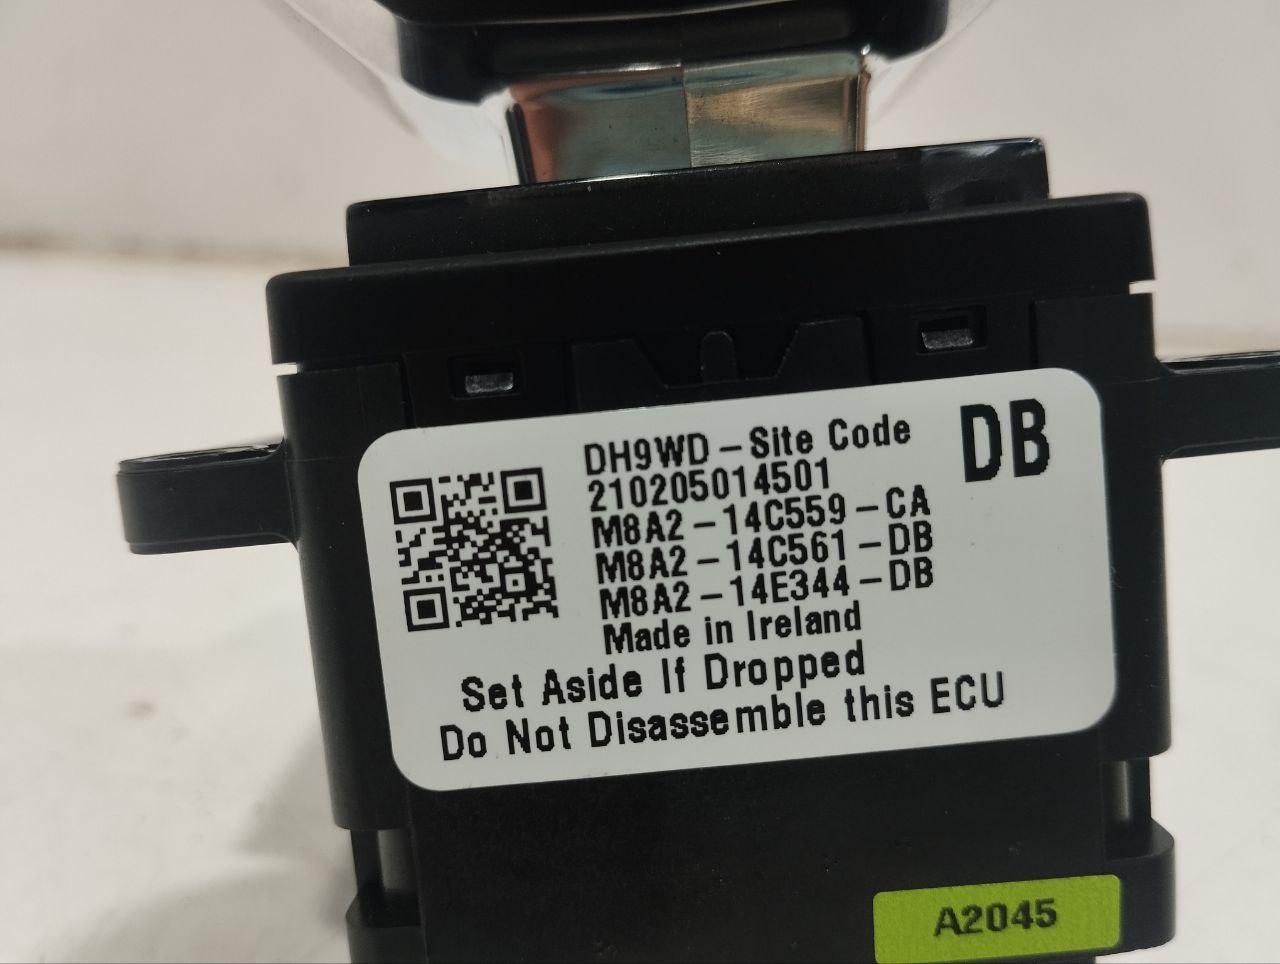 DH9WD-Site Code
DB
210205014501
M8A2-14C559-CA
M8A2-14C561-DB
M8A2-14E344-DB
Made in Ireland
Set Aside If Dropped
Do Not Disassemble this ECU
A2045